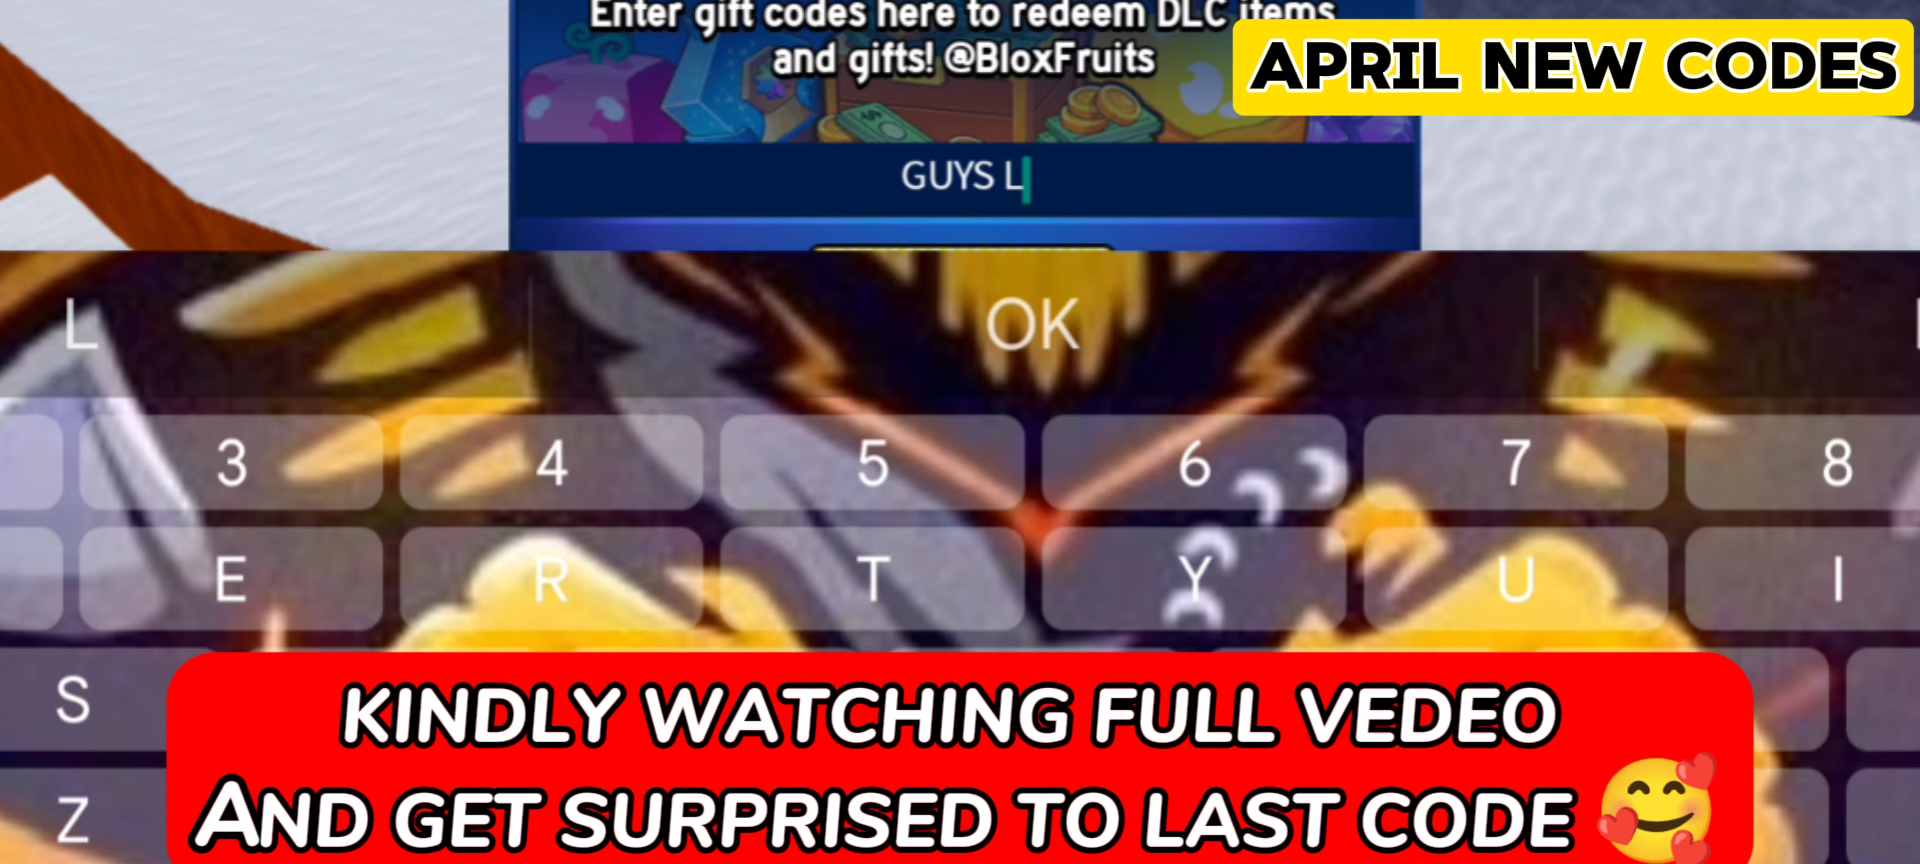 Enter gift codes here to redeem DLC items
and gifts! @BloxFruits
APRIL NEW CODES
GUYS L
L OK
3 4 5 6 7 8
E R T Y U I
S
KINDLY WATCHING FULL VEDEO
Z
AND GET SURPRISED TO LAST CODE 🥰